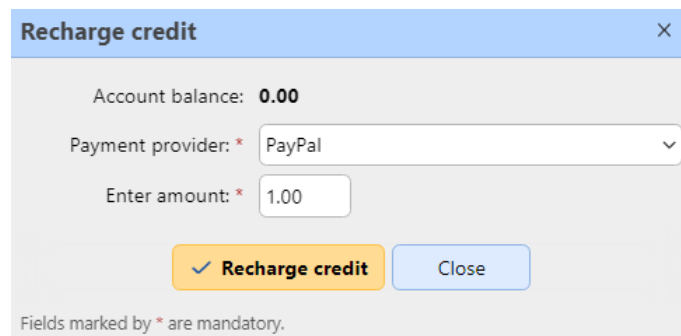 Recharge credit
Account balance: 0.00
Payment provider: * PayPal
Enter amount: * 1.00
Recharge credit Close
Fields marked by * are mandatory.